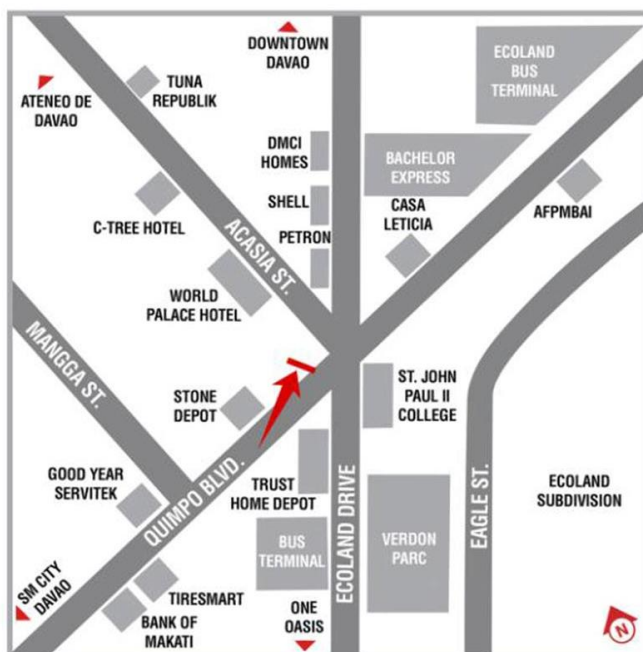 DOWNTOWN
DAVAO
ECOLAND
BUS
TERMINAL
TUNA
REPUBLIK
ATENEO DE
DAVAO
DMCI
HOMES
BACHELOR
EXPRESS
SHELL
CASA
LETICIA
AFPMBAI
C-TREE HOTEL
PETRON
ACASIA ST.
WORLD
PALACE HOTEL
MANGGA ST.
STONE
DEPOT
ST. JOHN
PAUL II
COLLEGE
GOOD YEAR
SERVITEK
QUIMPO BLVD.
TRUST
HOME DEPOT
ECOLAND DRIVE
EAGLE ST.
ECOLAND
SUBDIVISION
BUS
TERMINAL
VERDON
PARC
SM CITY
DAVAO
TIRESMART
BANK OF
MAKATI
ONE
OASIS
N